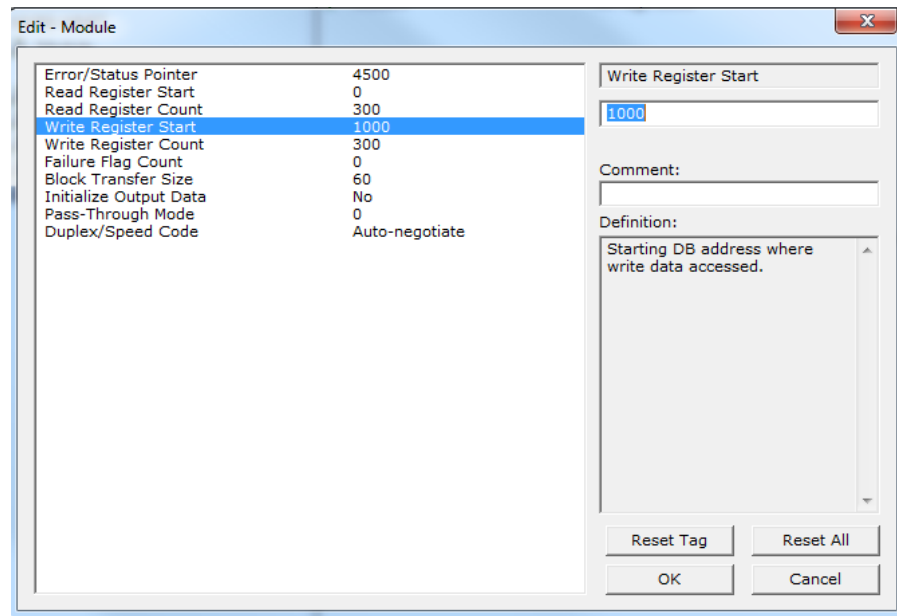 Edit - Module
Error/Status Pointer 4500
Read Register Start 0
Read Register Count 300
Write Register Start 1000
Write Register Count 300
Failure Flag Count 0
Block Transfer Size 60
Initialize Output Data No
Pass-Through Mode 0
Duplex/Speed Code Auto-negotiate
Write Register Start
1000
Comment:
Definition:
Starting DB address where
write data accessed.
Reset Tag Reset All
OK Cancel